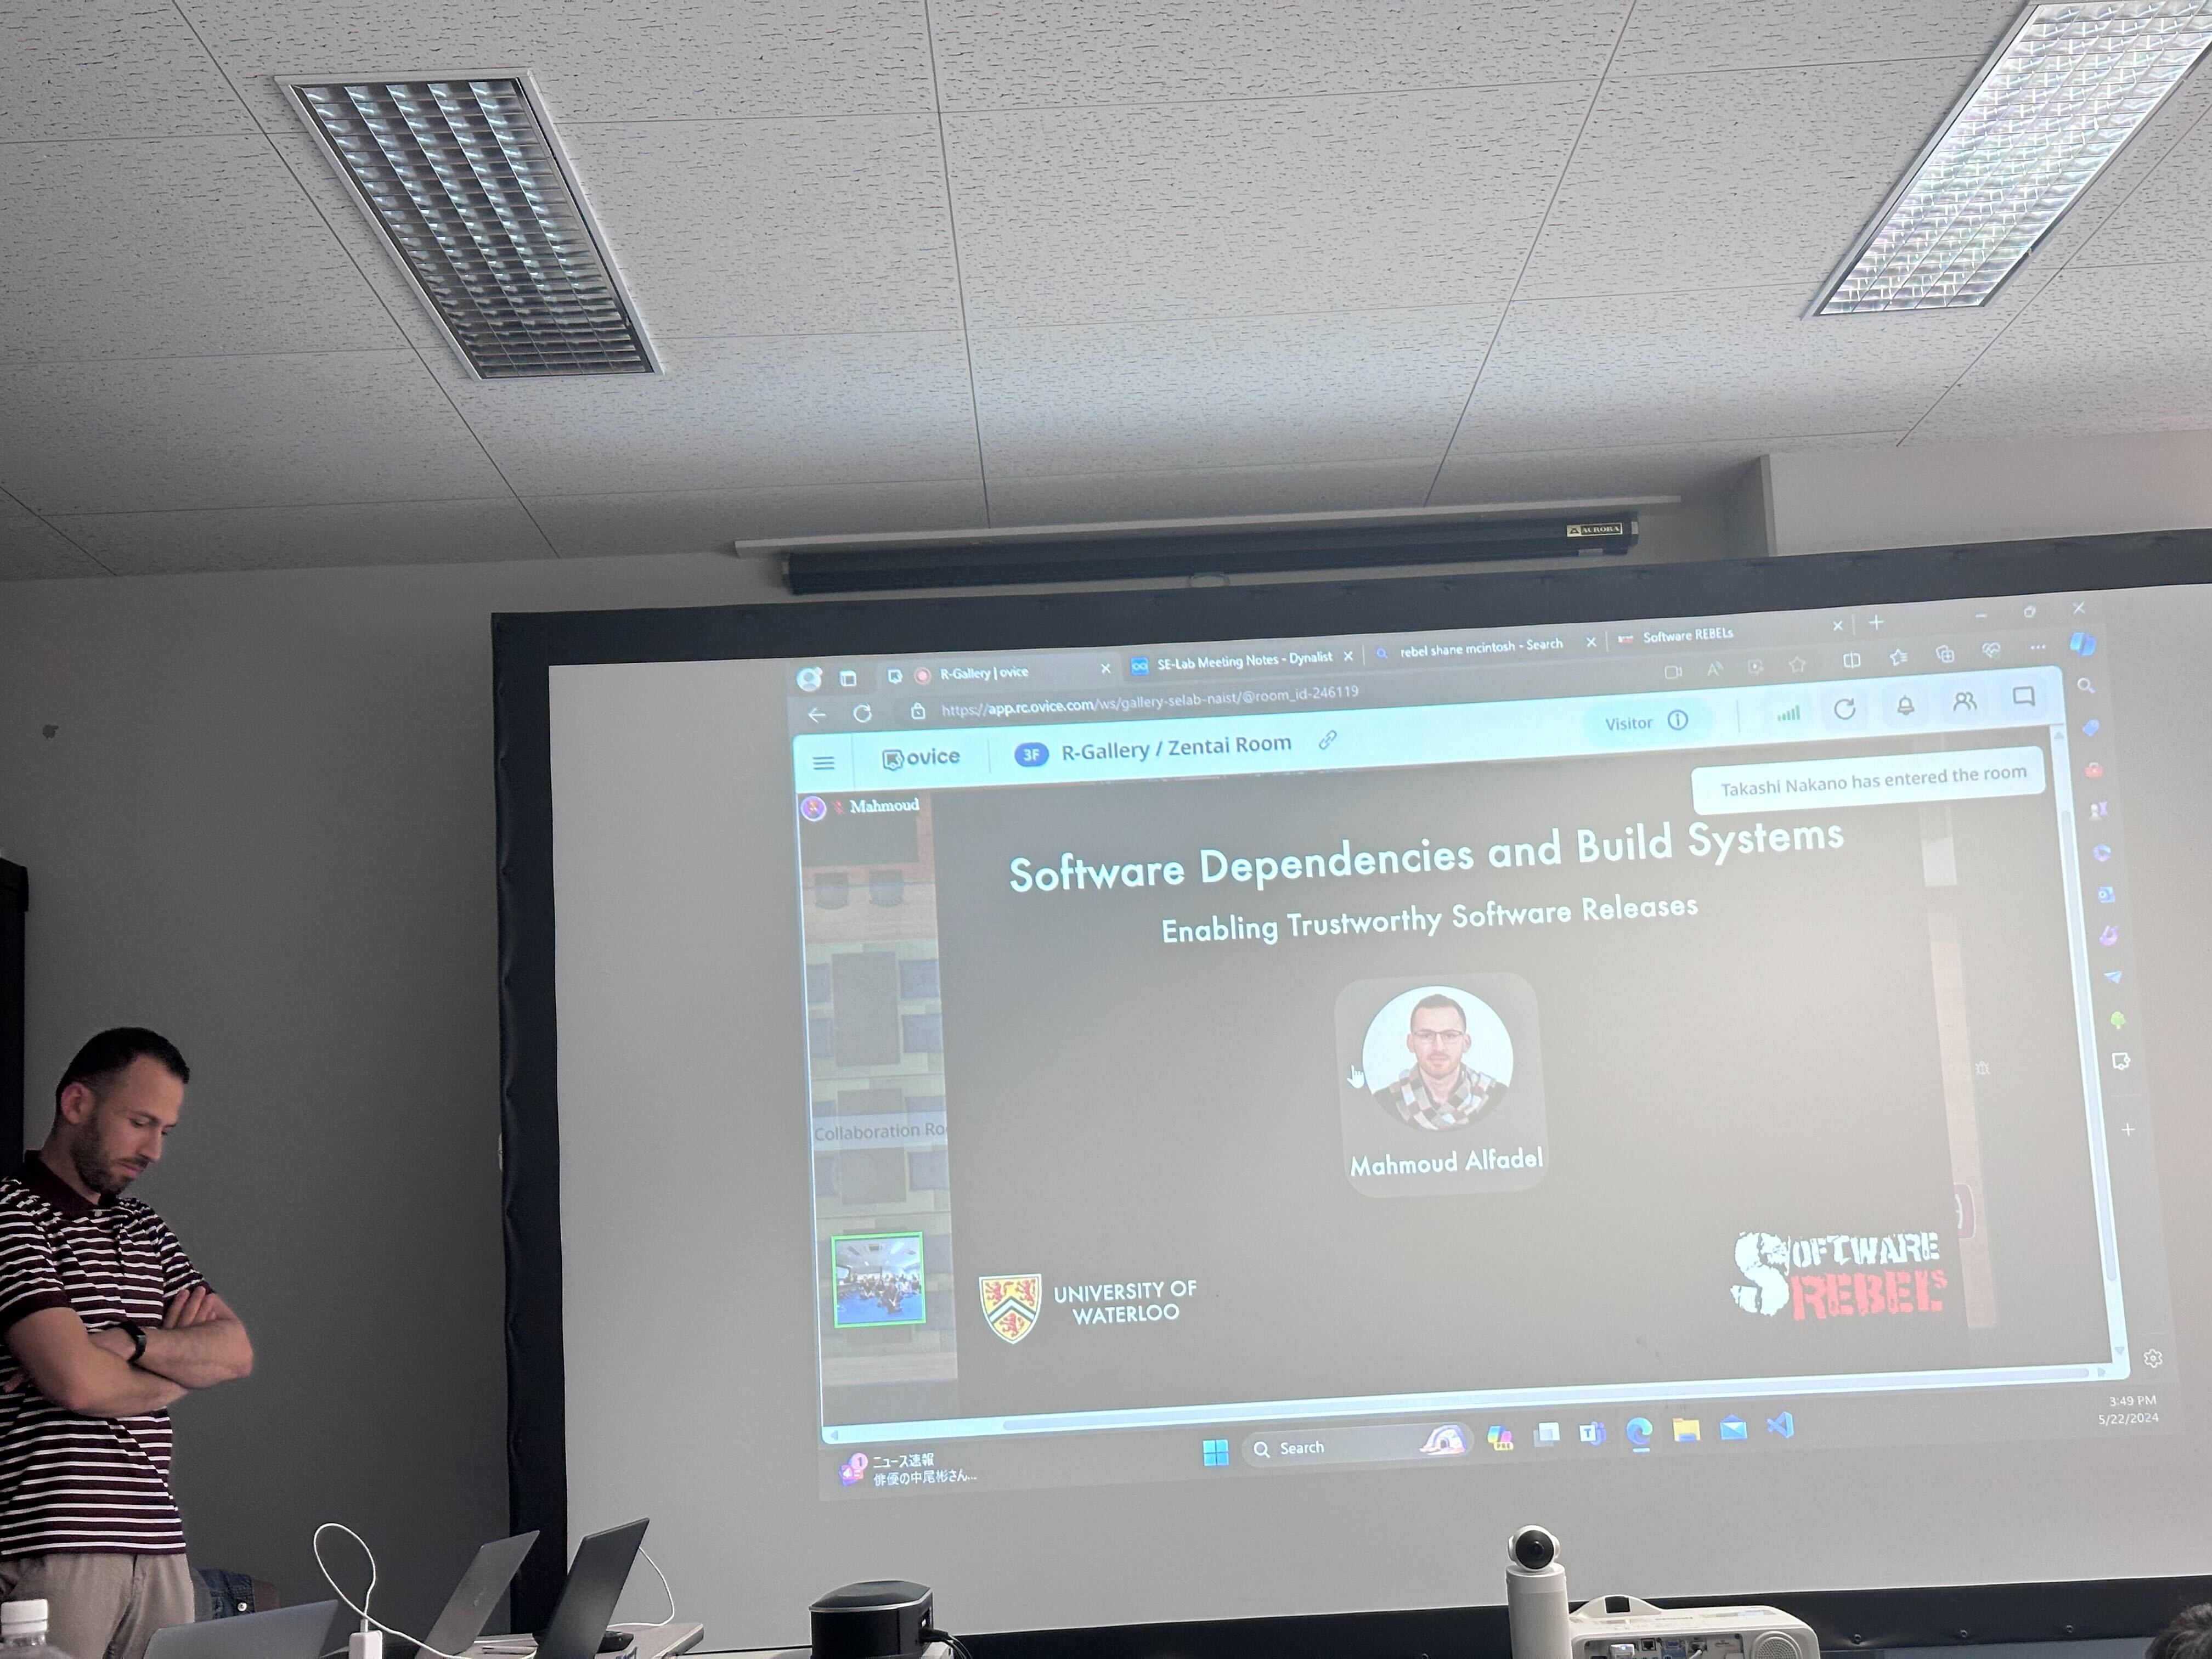 AURORA
R-Gallery | ovice
SE-Lab Meeting Notes - Dynalist
rebel shane mcintosh - Search
Software REBELs
https://app.rc.ovice.com/ws/gallery-selab-naist/@room_id-246119
ovice
3F
R-Gallery / Zentai Room
Visitor
Takashi Nakano has entered the room
Mahmoud
Software Dependencies and Build Systems
Enabling Trustworthy Software Releases
Mahmoud Alfadel
Collaboration Ro
UNIVERSITY OF
WATERLOO
SOFTWARE
REBELs
ニュース速報
俳優の中尾彬さん...
Search
3:49 PM
5/22/2024